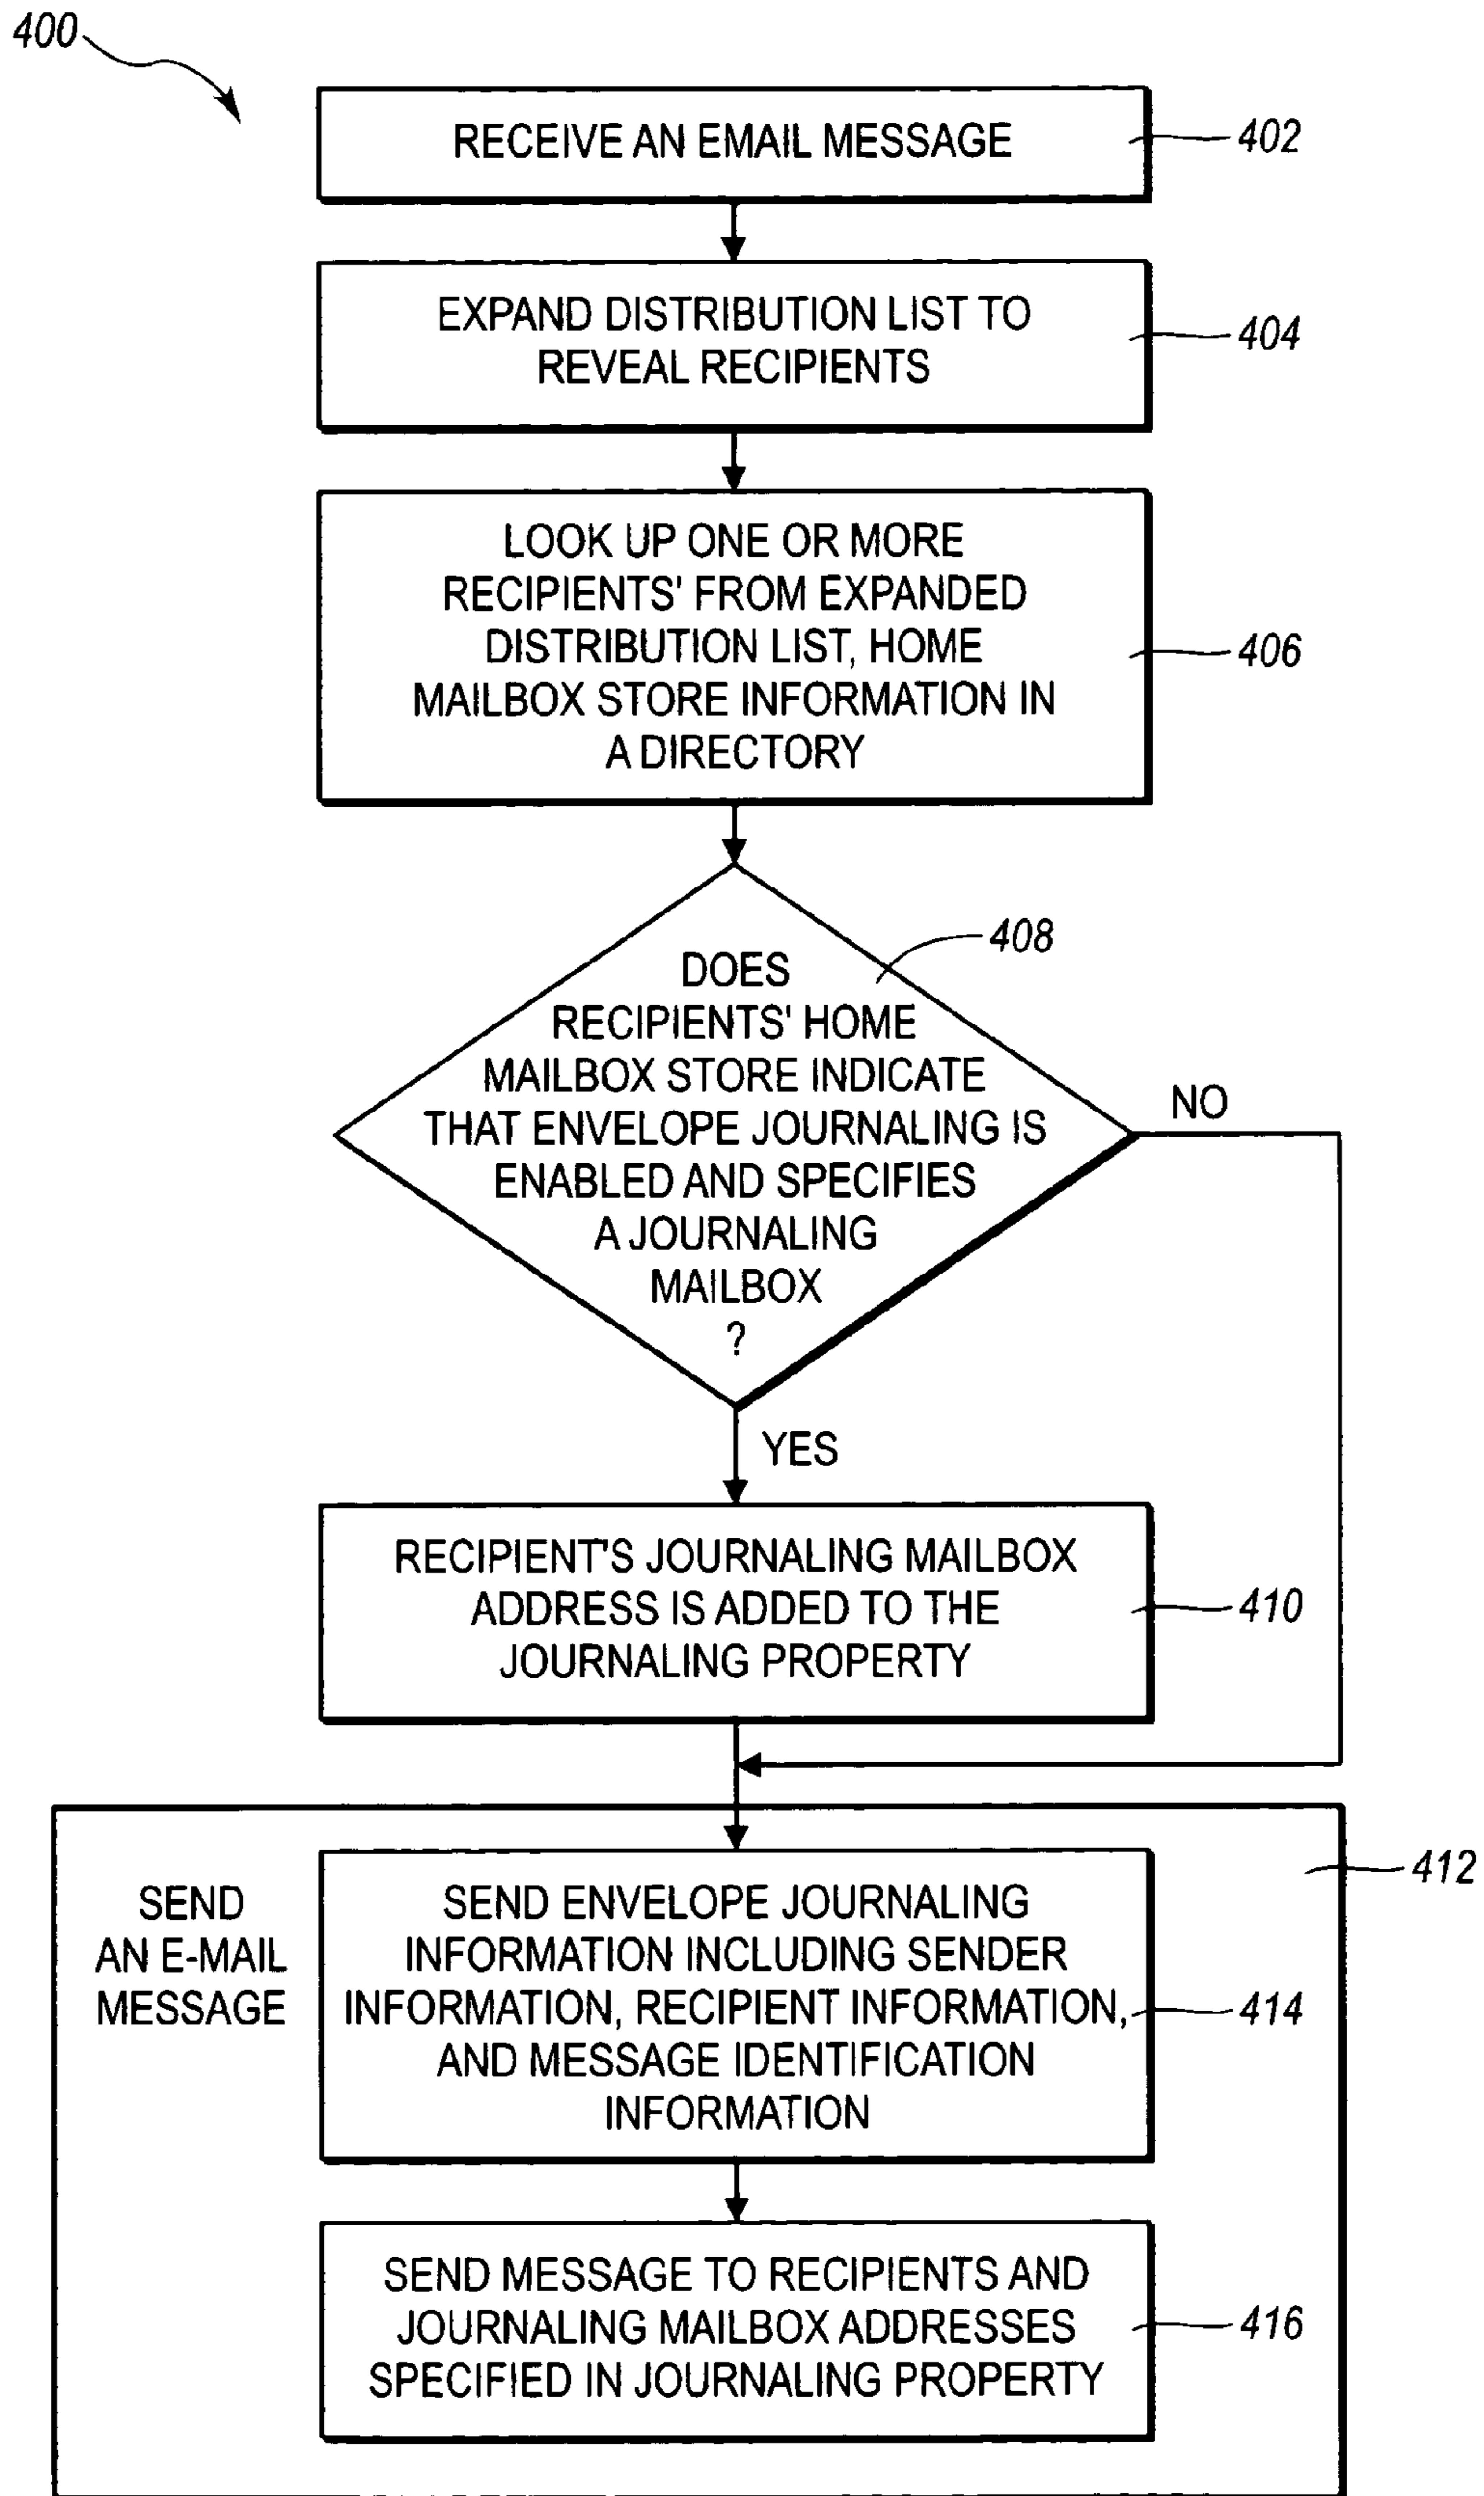 400
RECEIVE AN EMAIL MESSAGE
402
EXPAND DISTRIBUTION LIST TO
REVEAL RECIPIENTS
404
LOOK UP ONE OR MORE
RECIPIENTS' FROM EXPANDED
DISTRIBUTION LIST, HOME
MAILBOX STORE INFORMATION IN
A DIRECTORY
406
408
DOES
RECIPIENTS' HOME
MAILBOX STORE INDICATE
THAT ENVELOPE JOURNALING IS
ENABLED AND SPECIFIES
A JOURNALING
MAILBOX
?
NO
YES
RECIPIENT'S JOURNALING MAILBOX
ADDRESS IS ADDED TO THE
JOURNALING PROPERTY
410
412
SEND
AN E-MAIL
MESSAGE
SEND ENVELOPE JOURNALING
INFORMATION INCLUDING SENDER
INFORMATION, RECIPIENT INFORMATION,
AND MESSAGE IDENTIFICATION
INFORMATION
414
SEND MESSAGE TO RECIPIENTS AND
JOURNALING MAILBOX ADDRESSES
SPECIFIED IN JOURNALING PROPERTY
416